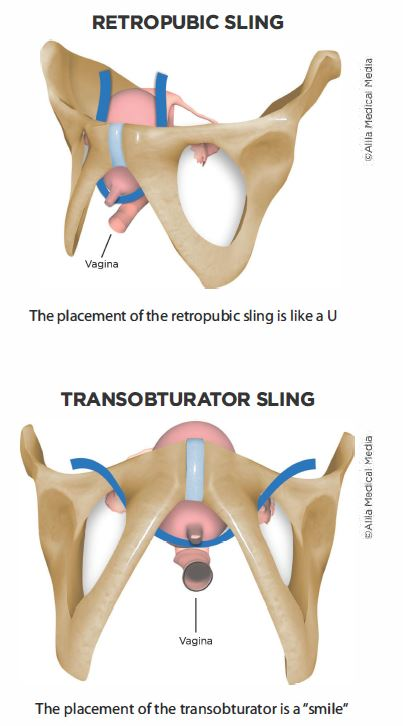 RETROPUBIC SLING
©Alila Medical Media
Vagina
The placement of the retropubic sling is like a U
TRANSOBTURATOR SLING
©Alila Medical Media
Vagina
The placement of the transobturator is a "smile"